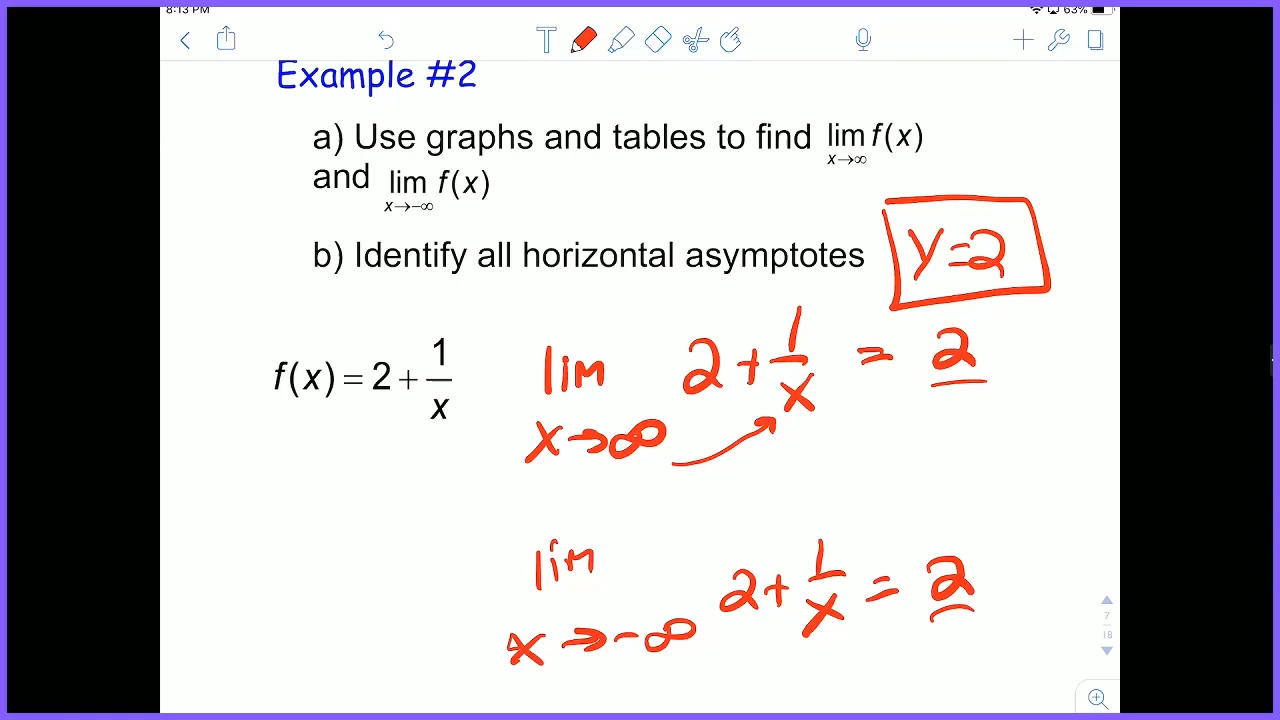 8:13 PM 63%
Example #2
a) Use graphs and tables to find lim f(x)
x→∞
and lim f(x)
x→-∞
b) Identify all horizontal asymptotes y=2
f(x) = 2 + 1/x
lim 2+1/x = 2
x→∞
lim 2+1/x = 2
x→-∞
7
18